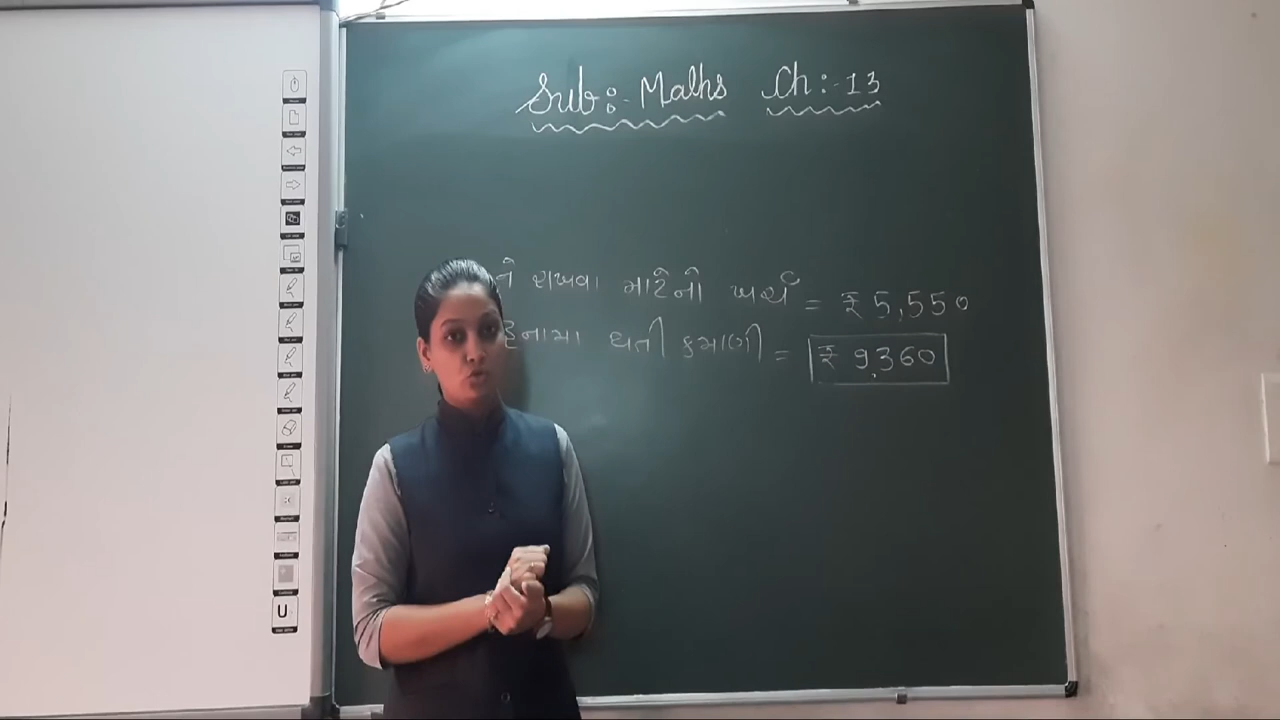 Sub:- Maths Ch:-13
ને રાખવા માટેનો ખર્ચ = ₹ 5,550
થતી કમાણી = ₹ 9,360
U